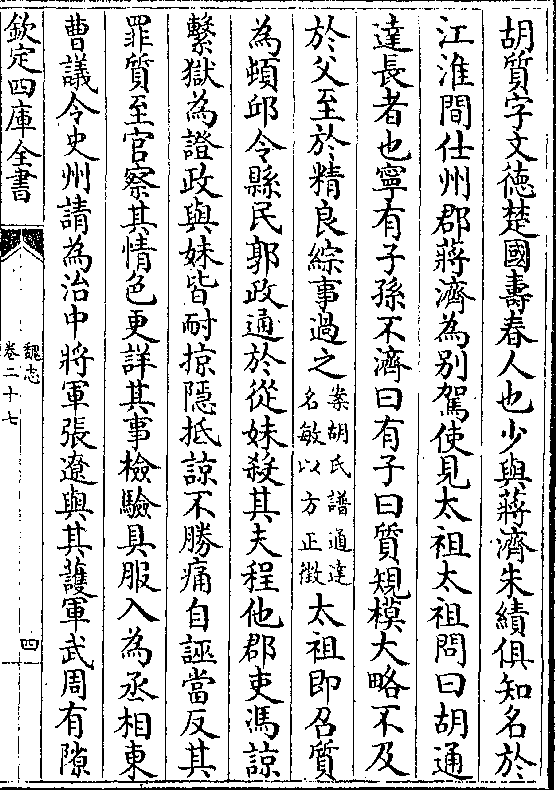 胡質字文德楚國壽春人也少與蔣濟朱績俱知名於
江淮間仕州郡蔣濟為別駕使見太祖太祖問曰胡通
達長者也寧有子孫不濟曰有子曰質規模大略不及
於父至於精良綜事過之案胡氏譜通達名敏以方正徵太祖即召質
為頓邱令縣民郭政通於從妹殺其夫程他郡吏馮諒
繫獄為證政與妹皆耐掠隱抵諒不勝痛自誣當反其
罪質至官察其情色更詳其事檢驗具服入為丞相東
曹議令史州請為治中將軍張遼與其護軍武周有隙
欽定四庫全書
魏志
卷二十七
四